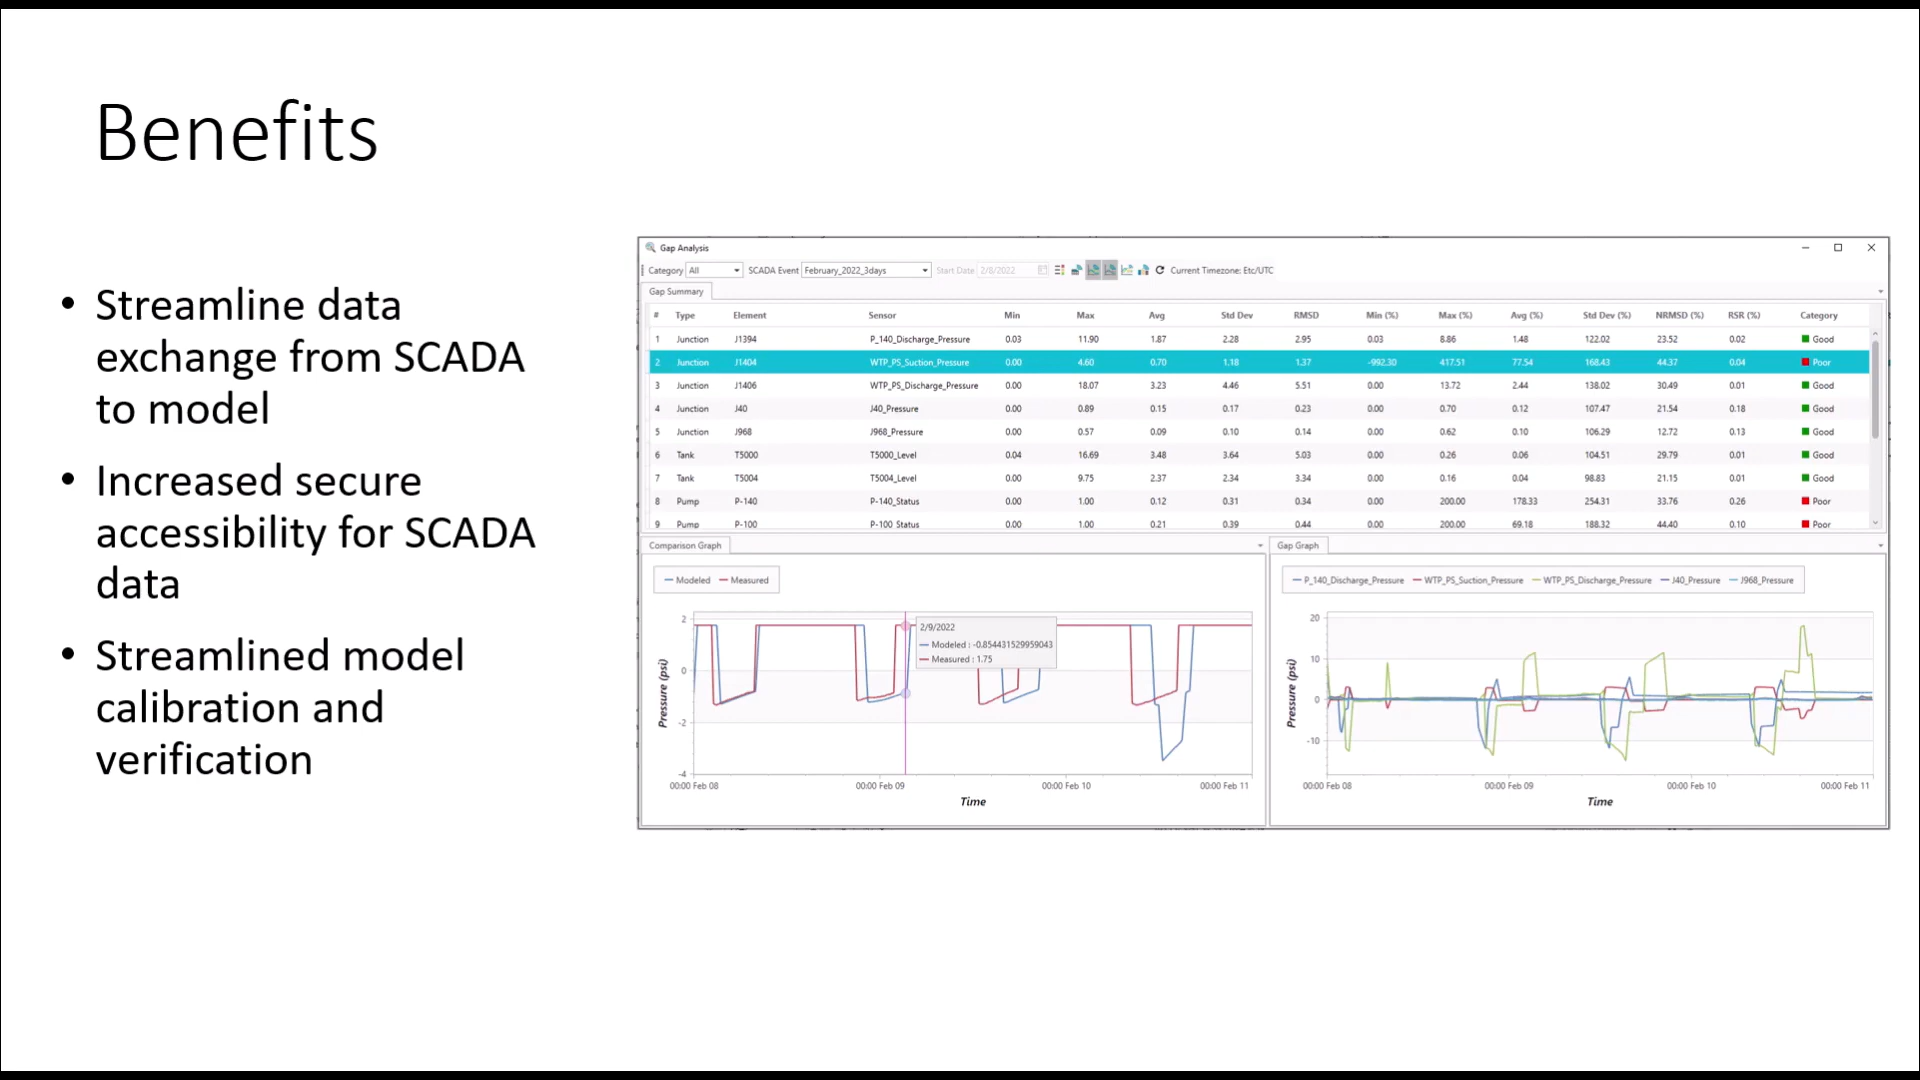 Benefits
• Streamline data
exchange from SCADA
to model
• Increased secure
accessibility for SCADA
data
• Streamlined model
calibration and
verification
Gap Analysis
Category All SCADA Event February_2022_3days Start Date 2/8/2022 Current Timezone: Etc/UTC
Gap Summary
# Type Element Sensor Min Max Avg Std Dev RMSD Min (%) Max (%) Avg (%) Std Dev (%) NRMSD (%) RSR (%) Category
1 Junction J1394 P_140_Discharge_Pressure 0.03 11.90 1.87 2.28 2.95 0.03 8.86 1.48 122.02 23.52 0.02 Good
2 Junction J1404 WTP_PS_Suction_Pressure 0.00 4.60 0.70 1.18 1.37 -992.30 417.51 77.54 168.43 44.37 0.04 Poor
3 Junction J1406 WTP_PS_Discharge_Pressure 0.00 18.07 3.23 4.46 5.51 0.00 13.72 2.44 138.02 30.49 0.01 Good
4 Junction J40 J40_Pressure 0.00 0.89 0.15 0.17 0.23 0.00 0.70 0.12 107.47 21.54 0.18 Good
5 Junction J968 J968_Pressure 0.00 0.57 0.09 0.10 0.14 0.00 0.62 0.10 106.29 12.72 0.13 Good
6 Tank T5000 T5000_Level 0.04 16.69 3.48 3.64 5.03 0.00 0.26 0.06 104.51 29.79 0.01 Good
7 Tank T5004 T5004_Level 0.00 9.75 2.37 2.34 3.34 0.00 0.16 0.04 98.83 21.15 0.01 Good
8 Pump P-140 P-140_Status 0.00 1.00 0.12 0.31 0.34 0.00 200.00 178.33 254.31 33.76 0.26 Poor
9 Pump P-100 P-100 Status 0.00 1.00 0.21 0.39 0.44 0.00 200.00 69.18 188.32 44.40 0.10 Poor
Comparison Graph
Modeled Measured
2
0
-2
-4
Pressure (psi)
2/9/2022
Modeled : -0.854431529959043
Measured : 1.75
00:00 Feb 08 00:00 Feb 09 00:00 Feb 10 00:00 Feb 11
Time
Gap Graph
P_140_Discharge_Pressure WTP_PS_Suction_Pressure WTP_PS_Discharge_Pressure J40_Pressure J968_Pressure
20
10
0
-10
Pressure (psi)
00:00 Feb 08 00:00 Feb 09 00:00 Feb 10 00:00 Feb 11
Time